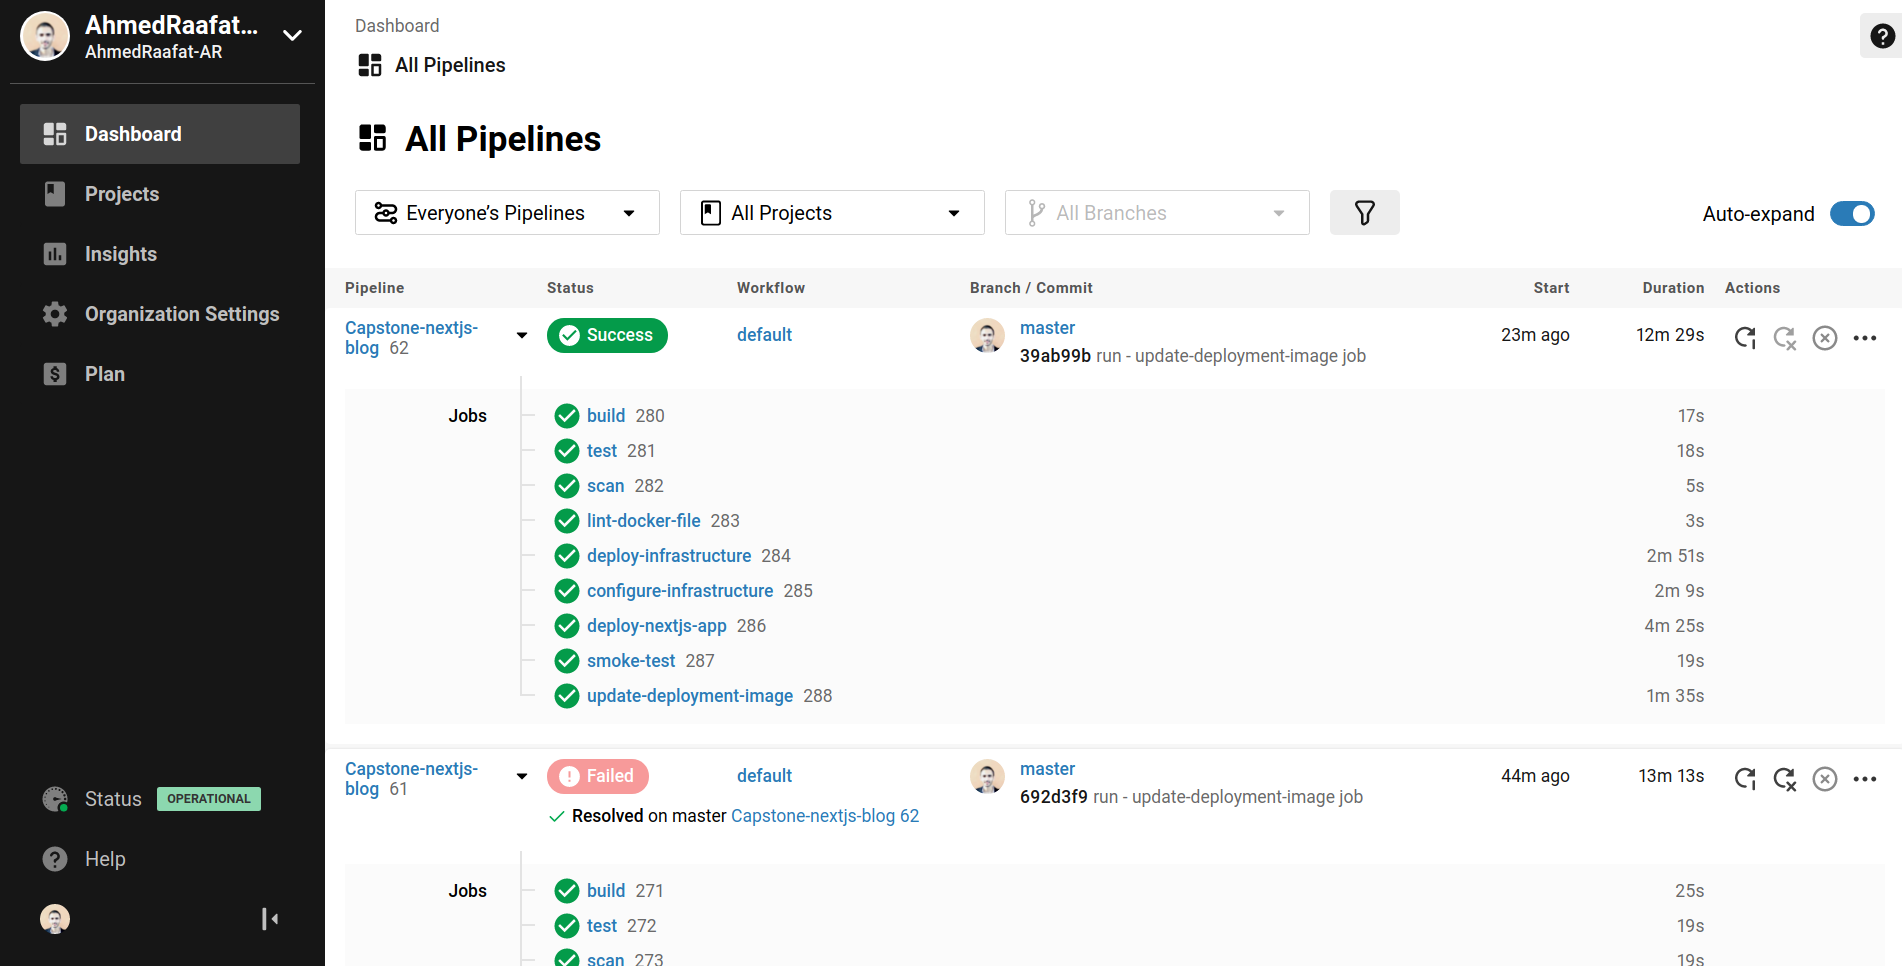 AhmedRaafat...
AhmedRaafat-AR
Dashboard
Projects
Insights
Organization Settings
Plan
Status OPERATIONAL
Help
Dashboard
All Pipelines
All Pipelines
Everyone’s Pipelines
All Projects
All Branches
Auto-expand
Pipeline Status Workflow Branch / Commit Start Duration Actions
Capstone-nextjs-
blog 62
Success
default
master
39ab99b run - update-deployment-image job
23m ago
12m 29s
Jobs
build 280 17s
test 281 18s
scan 282 5s
lint-docker-file 283 3s
deploy-infrastructure 284 2m 51s
configure-infrastructure 285 2m 9s
deploy-nextjs-app 286 4m 25s
smoke-test 287 19s
update-deployment-image 288 1m 35s
Capstone-nextjs-
blog 61
Failed
Resolved on master Capstone-nextjs-blog 62
default
master
692d3f9 run - update-deployment-image job
44m ago
13m 13s
Jobs
build 271 25s
test 272 19s
scan 273 19s